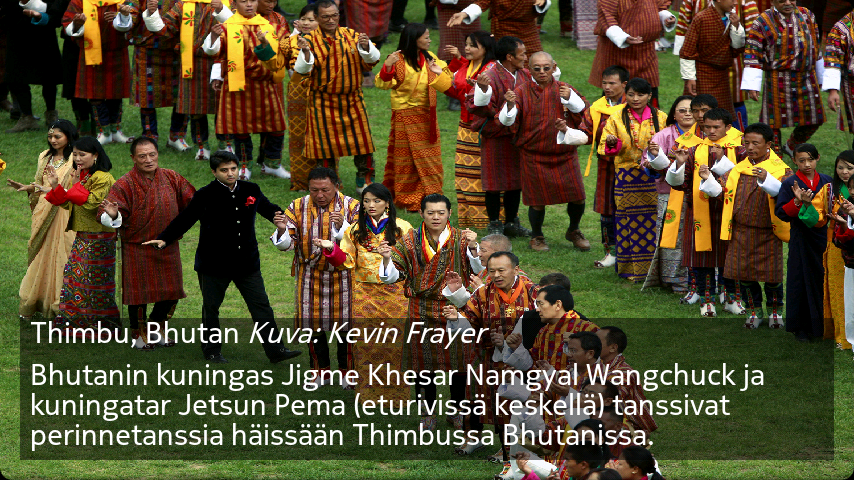 Thimbu, Bhutan Kuva: Kevin Frayer
Bhutanin kuningas Jigme Khesar Namgyal Wangchuck ja
kuningatar Jetsun Pema (eturivissä keskellä) tanssivat
perinnetanssia häissään Thimbussa Bhutanissa.